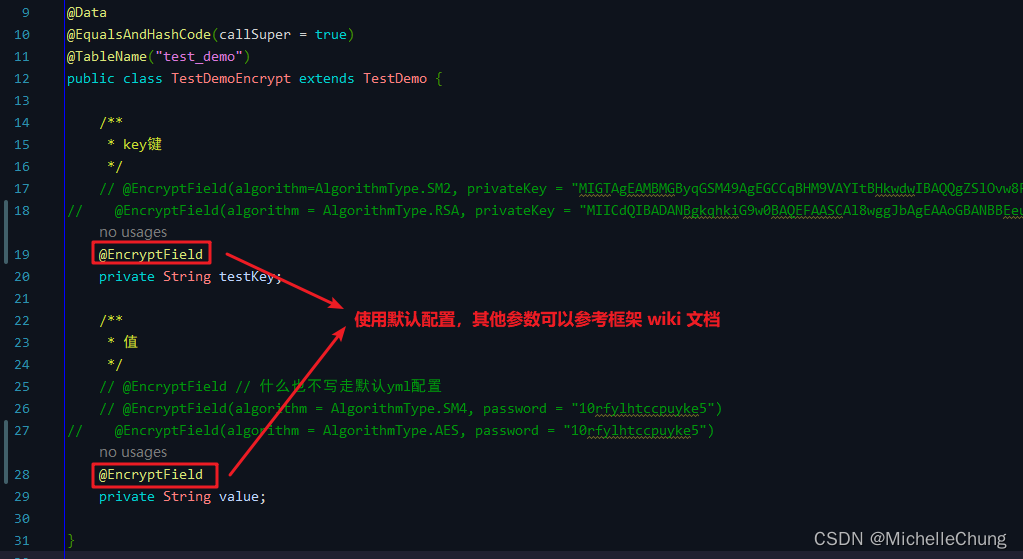 9 @Data
10 @EqualsAndHashCode(callSuper = true)
11 @TableName("test_demo")
12 public class TestDemoEncrypt extends TestDemo {
13
14 /**
15 * key键
16 */
17 // @EncryptField(algorithm=AlgorithmType.SM2, privateKey = "MIGTAgEAMBMGByqGSM49AgEGCCqBHM9VAYItBHkwdwIBAQQgZSlOvw8F
18 // @EncryptField(algorithm = AlgorithmType.RSA, privateKey = "MIICdQIBADANBgkqhkiG9w0BAQEFAASCAl8wggJbAgEAAoGBANBBEeu
no usages
19 @EncryptField
20 private String testKey;
21
使用默认配置，其他参数可以参考框架 wiki 文档
22 /**
23 * 值
24 */
25 // @EncryptField // 什么也不写走默认yml配置
26 // @EncryptField(algorithm = AlgorithmType.SM4, password = "10rfylhtccpuyke5")
27 // @EncryptField(algorithm = AlgorithmType.AES, password = "10rfylhtccpuyke5")
no usages
28 @EncryptField
29 private String value;
30
31 }
CSDN @MichelleChung